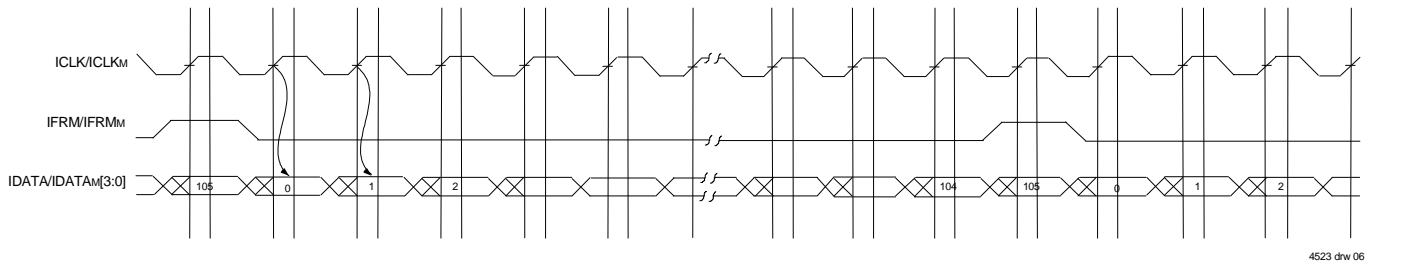 ICLK/ICLKM
IFRM/IFRMM
IDATA/IDATAM[3:0]
105 0 1 2 104 105 0 1 2
4523 drw 06